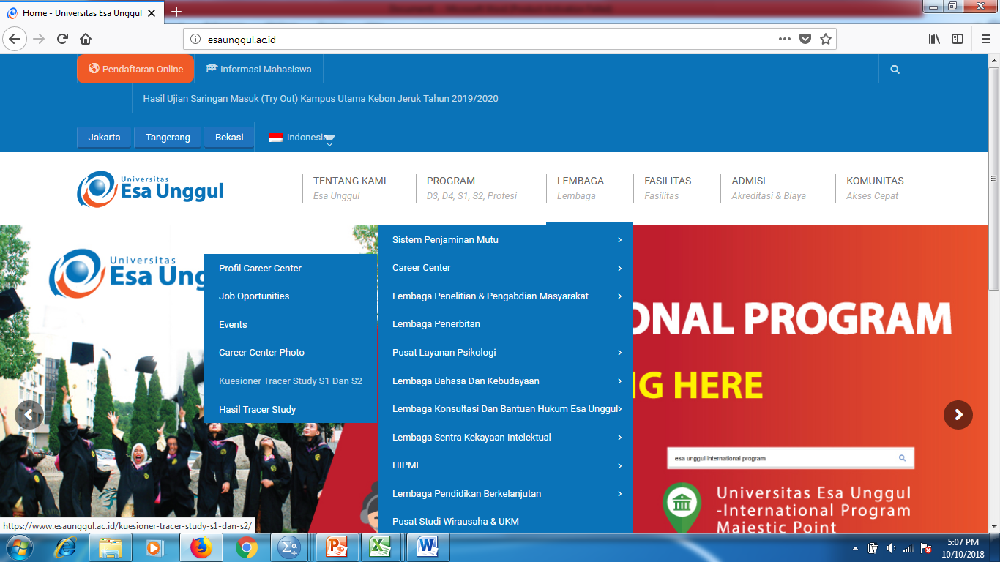 Home - Universitas Esa Unggul
esaunggul.ac.id
Pendaftaran Online
Informasi Mahasiswa
Hasil Ujian Saringan Masuk (Try Out) Kampus Utama Kebon Jeruk Tahun 2019/2020
Jakarta
Tangerang
Bekasi
Indonesia
Universitas
Esa Unggul
TENTANG KAMI
Esa Unggul
PROGRAM
D3, D4, S1, S2, Profesi
LEMBAGA
Lembaga
FASILITAS
Fasilitas
ADMISI
Akreditasi & Biaya
KOMUNITAS
Akses Cepat
Universitas
Esa Ung
Profil Career Center
Job Oportunities
Events
Career Center Photo
Kuesioner Tracer Study S1 Dan S2
Hasil Tracer Study
Sistem Penjaminan Mutu
Career Center
Lembaga Penelitian & Pengabdian Masyarakat
Lembaga Penerbitan
Pusat Layanan Psikologi
Lembaga Bahasa Dan Kebudayaan
Lembaga Konsultasi Dan Bantuan Hukum Esa Unggul
Lembaga Sentra Kekayaan Intelektual
HIPMI
Lembaga Pendidikan Berkelanjutan
Pusat Studi Wirausaha & UKM
ONAL PROGRAM
NG HERE
esa unggul international program
Universitas Esa Unggul
-International Program
Majestic Point
https://www.esaunggul.ac.id/kuesioner-tracer-study-s1-dan-s2/
5:07 PM
10/10/2018